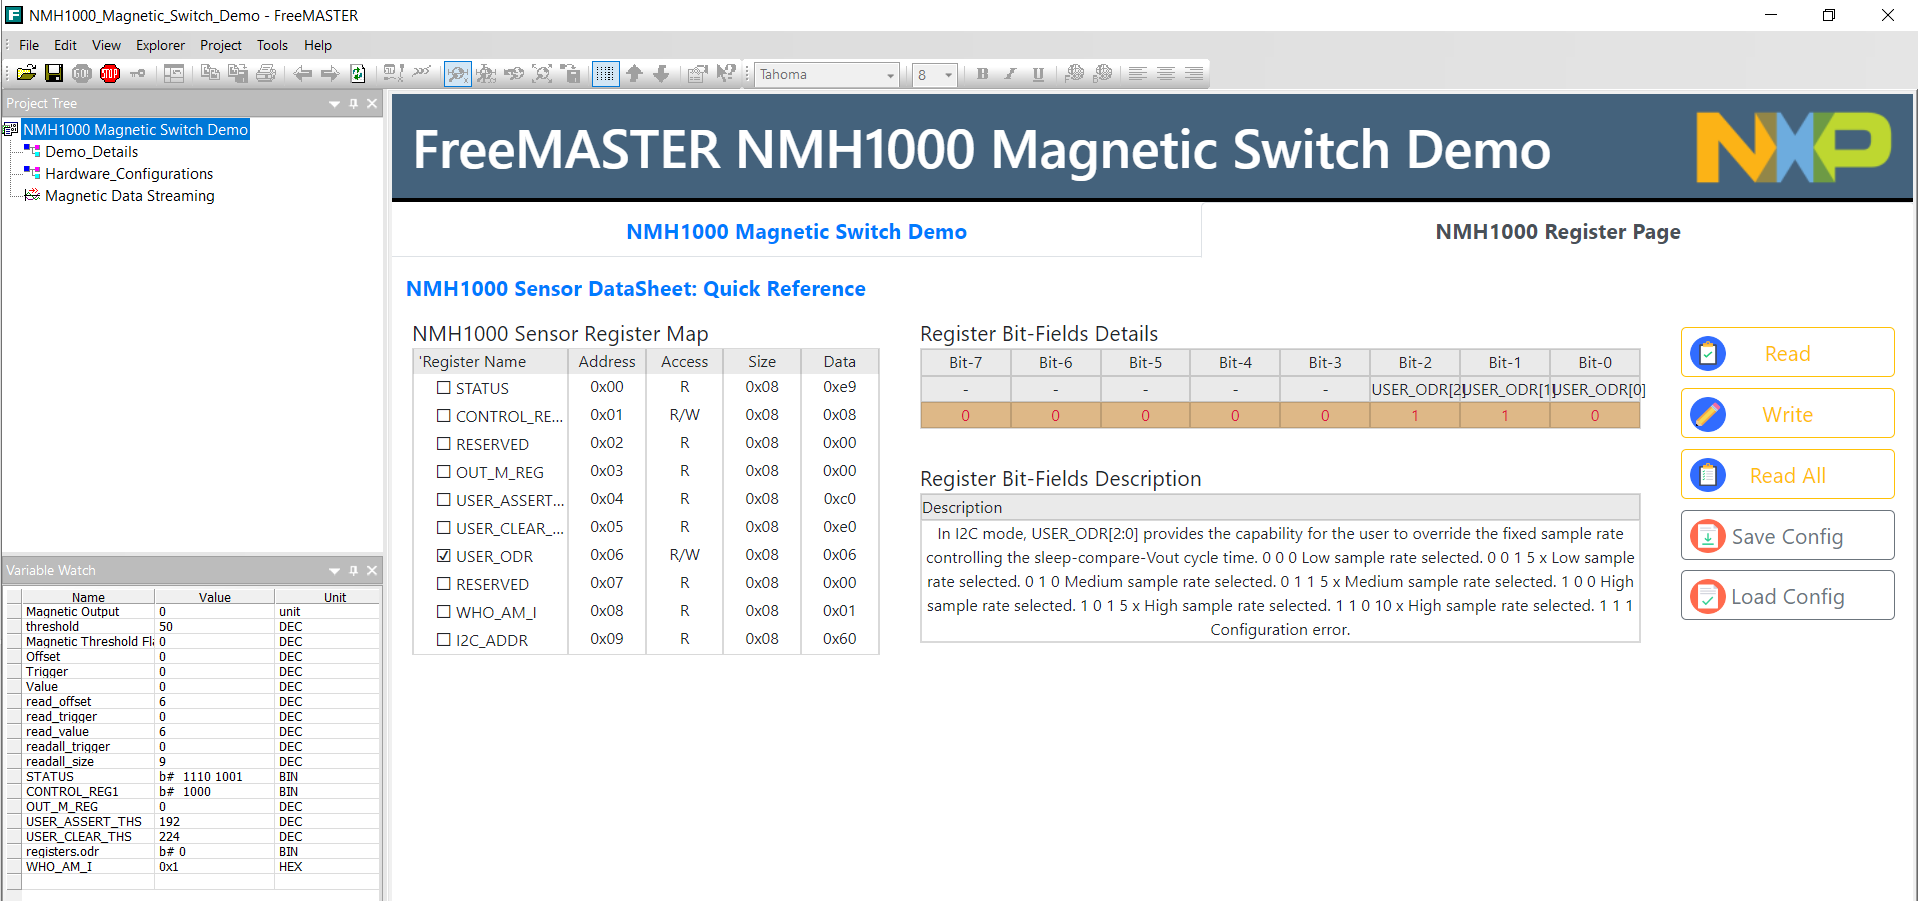 NMH1000_Magnetic_Switch_Demo - FreeMASTER
File Edit View Explorer Project Tools Help
Tahoma 8 B I U
Project Tree
NMH1000 Magnetic Switch Demo
Demo_Details
Hardware_Configurations
Magnetic Data Streaming
FreeMASTER NMH1000 Magnetic Switch Demo
NXP
NMH1000 Magnetic Switch Demo
NMH1000 Register Page
NMH1000 Sensor DataSheet: Quick Reference
NMH1000 Sensor Register Map
'Register Name Address Access Size Data
STATUS 0x00 R 0x08 0xe9
CONTROL_RE... 0x01 R/W 0x08 0x08
RESERVED 0x02 R 0x08 0x00
OUT_M_REG 0x03 R 0x08 0x00
USER_ASSERT... 0x04 R 0x08 0xc0
USER_CLEAR_... 0x05 R 0x08 0xe0
USER_ODR 0x06 R/W 0x08 0x06
RESERVED 0x07 R 0x08 0x00
WHO_AM_I 0x08 R 0x08 0x01
I2C_ADDR 0x09 R 0x08 0x60
Register Bit-Fields Details
Bit-7 Bit-6 Bit-5 Bit-4 Bit-3 Bit-2 Bit-1 Bit-0
- - - - - USER_ODR[2] USER_ODR[1] USER_ODR[0]
0 0 0 0 0 1 1 0
Register Bit-Fields Description
Description
In I2C mode, USER_ODR[2:0] provides the capability for the user to override the fixed sample rate
controlling the sleep-compare-Vout cycle time. 0 0 0 Low sample rate selected. 0 0 1 5 x Low sample
rate selected. 0 1 0 Medium sample rate selected. 0 1 1 5 x Medium sample rate selected. 1 0 0 High
sample rate selected. 1 0 1 5 x High sample rate selected. 1 1 0 10 x High sample rate selected. 1 1 1
Configuration error.
Read
Write
Read All
Save Config
Load Config
Variable Watch
Name Value Unit
Magnetic Output 0 unit
threshold 50 DEC
Magnetic Threshold Fl 0 DEC
Offset 0 DEC
Trigger 0 DEC
Value 0 DEC
read_offset 6 DEC
read_trigger 0 DEC
read_value 6 DEC
readall_trigger 0 DEC
readall_size 9 DEC
STATUS b# 1110 1001 BIN
CONTROL_REG1 b# 1000 BIN
OUT_M_REG 0 DEC
USER_ASSERT_THS 192 DEC
USER_CLEAR_THS 224 DEC
registers.odr b# 0 BIN
WHO_AM_I 0x1 HEX